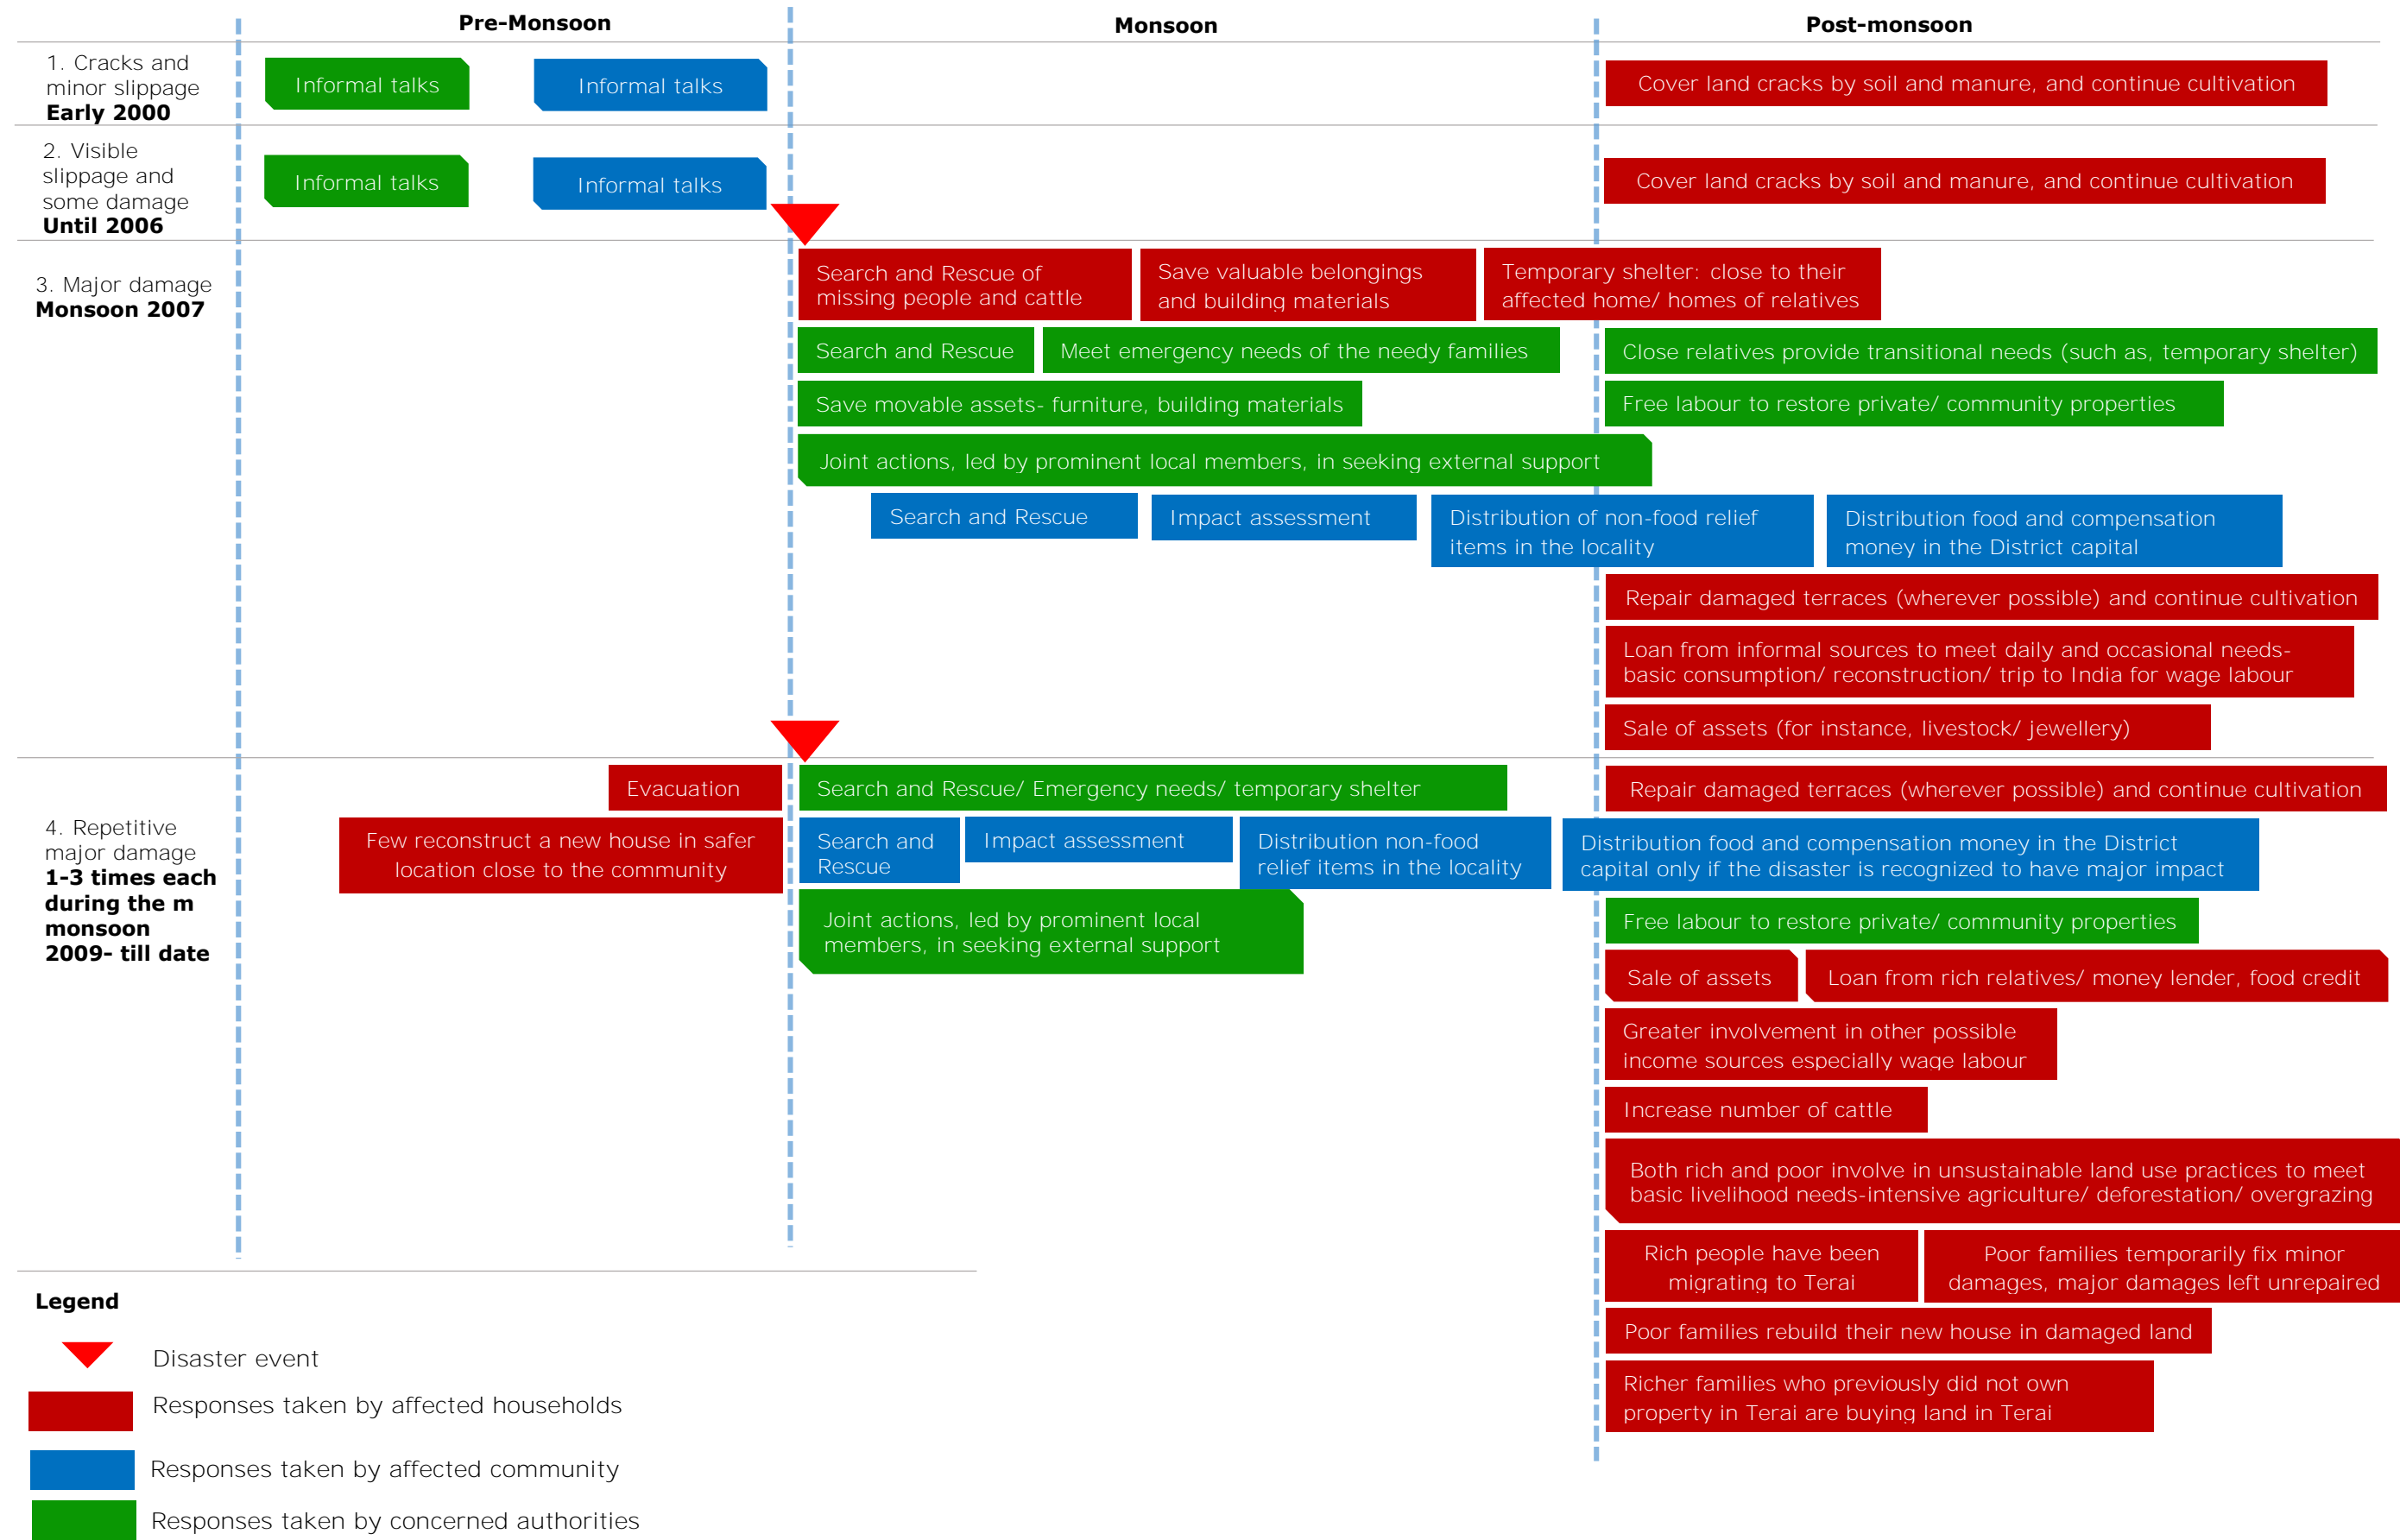 Pre-Monsoon
Monsoon
Post-monsoon
1. Cracks and
minor slippage
Early 2000
Informal talks
Informal talks
Cover land cracks by soil and manure, and continue cultivation
2. Visible
slippage and
some damage
Until 2006
Informal talks
Informal talks
Cover land cracks by soil and manure, and continue cultivation
3. Major damage
Monsoon 2007
Search and Rescue of
missing people and cattle
Save valuable belongings
and building materials
Temporary shelter: close to their
affected home/ homes of relatives
Search and Rescue
Meet emergency needs of the needy families
Close relatives provide transitional needs (such as, temporary shelter)
Save movable assets- furniture, building materials
Free labour to restore private/ community properties
Joint actions, led by prominent local members, in seeking external support
Search and Rescue
Impact assessment
Distribution of non-food relief
items in the locality
Distribution food and compensation
money in the District capital
Repair damaged terraces (wherever possible) and continue cultivation
Loan from informal sources to meet daily and occasional needs-
basic consumption/ reconstruction/ trip to India for wage labour
Sale of assets (for instance, livestock/ jewellery)
4. Repetitive
major damage
1-3 times each
during the m
monsoon
2009- till date
Evacuation
Search and Rescue/ Emergency needs/ temporary shelter
Repair damaged terraces (wherever possible) and continue cultivation
Few reconstruct a new house in safer
location close to the community
Search and
Rescue
Impact assessment
Distribution non-food
relief items in the locality
Distribution food and compensation money in the District
capital only if the disaster is recognized to have major impact
Joint actions, led by prominent local
members, in seeking external support
Free labour to restore private/ community properties
Sale of assets
Loan from rich relatives/ money lender, food credit
Greater involvement in other possible
income sources especially wage labour
Increase number of cattle
Both rich and poor involve in unsustainable land use practices to meet
basic livelihood needs-intensive agriculture/ deforestation/ overgrazing
Rich people have been
migrating to Terai
Poor families temporarily fix minor
damages, major damages left unrepaired
Poor families rebuild their new house in damaged land
Richer families who previously did not own
property in Terai are buying land in Terai
Legend
Disaster event
Responses taken by affected households
Responses taken by affected community
Responses taken by concerned authorities